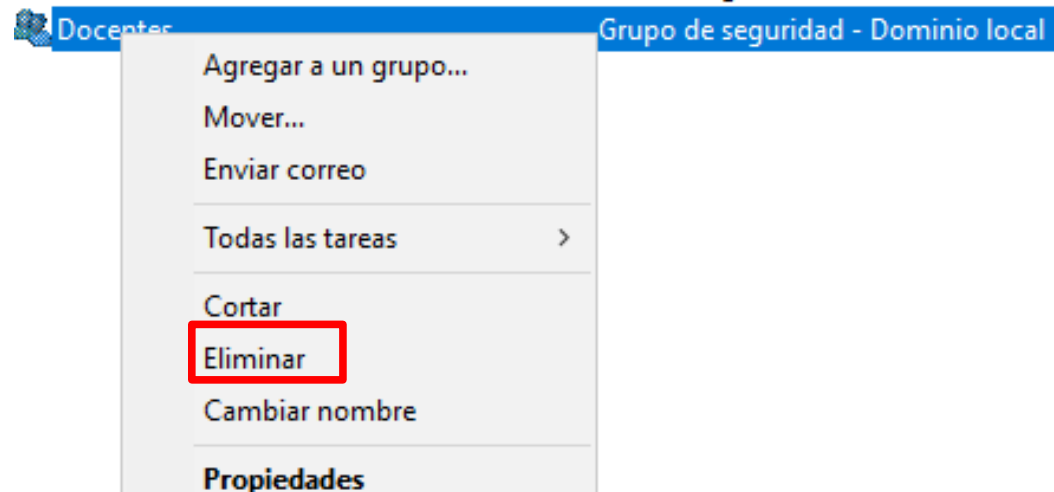 Docentes Grupo de seguridad - Dominio local
Agregar a un grupo...
Mover...
Enviar correo
Todas las tareas
Cortar
Eliminar
Cambiar nombre
Propiedades